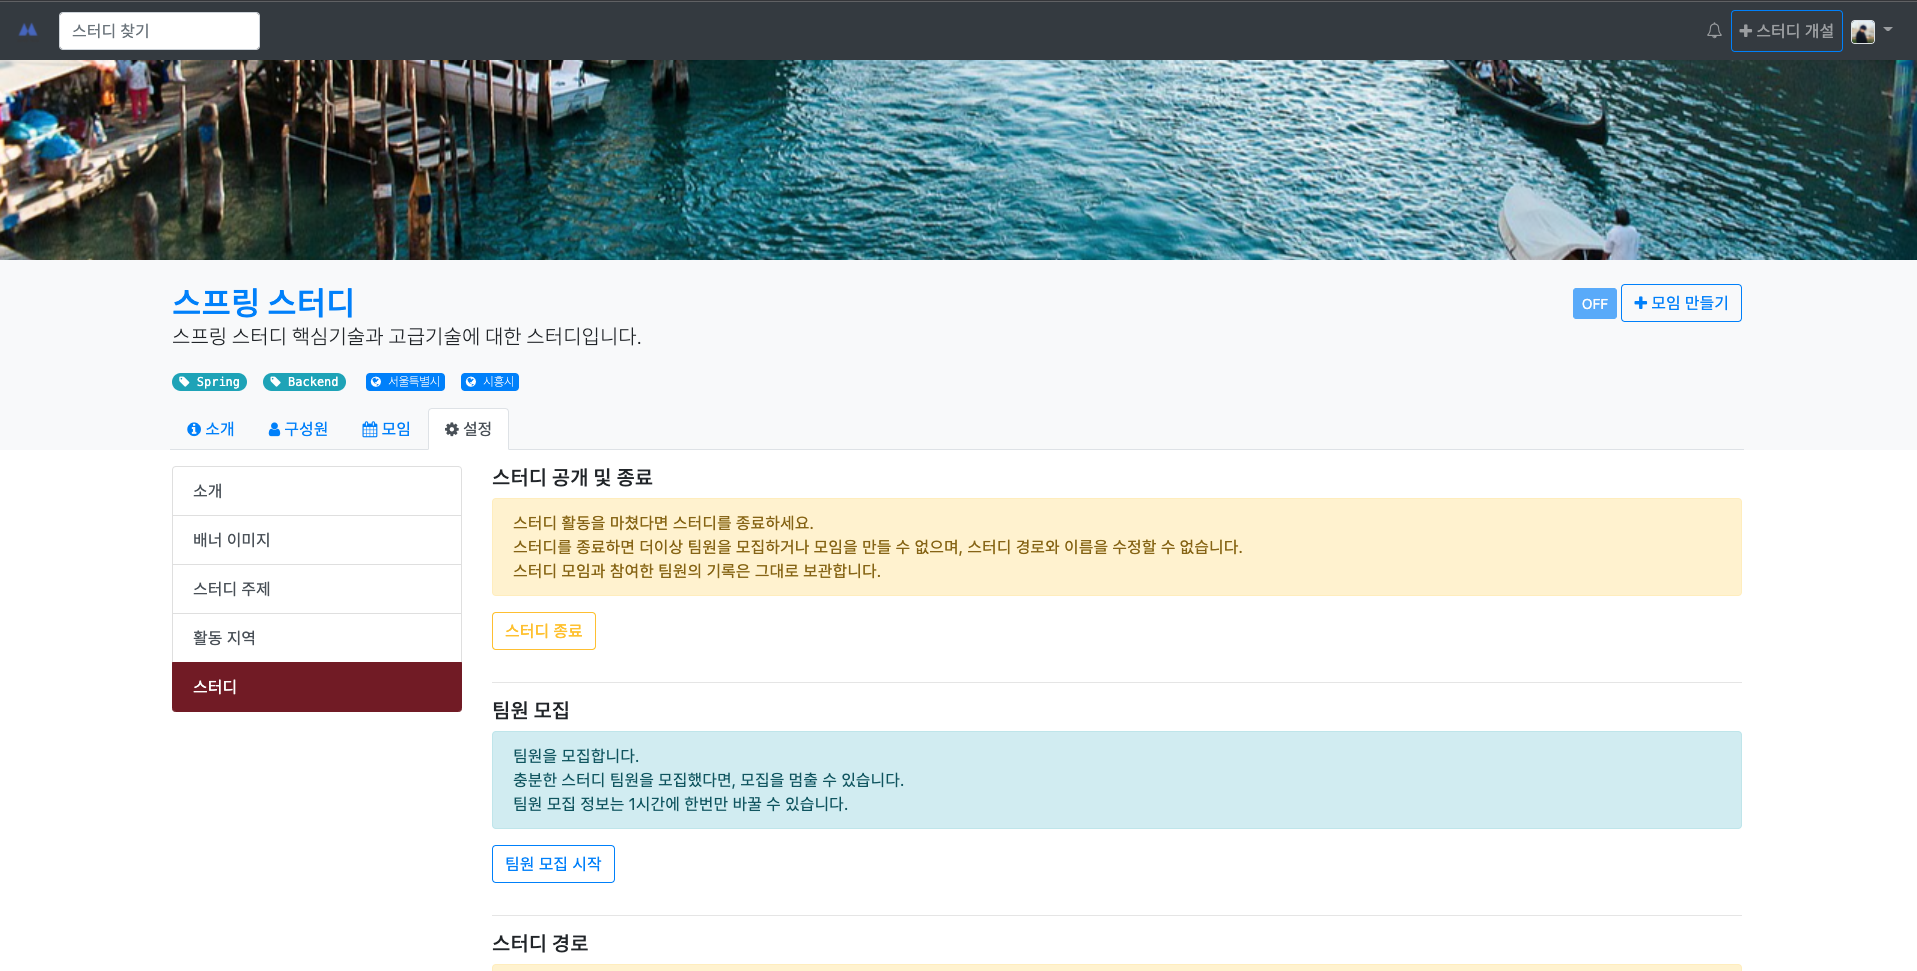 스터디 찾기
스터디 개설
스프링 스터디
OFF
모임 만들기
스프링 스터디 핵심기술과 고급기술에 대한 스터디입니다.
Spring
Backend
서울특별시
시흥시
소개
구성원
모임
설정
소개
배너 이미지
스터디 주제
활동 지역
스터디
스터디 공개 및 종료
스터디 활동을 마쳤다면 스터디를 종료하세요.
스터디를 종료하면 더이상 팀원을 모집하거나 모임을 만들 수 없으며, 스터디 경로와 이름을 수정할 수 없습니다.
스터디 모임과 참여한 팀원의 기록은 그대로 보관합니다.
스터디 종료
팀원 모집
팀원을 모집합니다.
충분한 스터디 팀원을 모집했다면, 모집을 멈출 수 있습니다.
팀원 모집 정보는 1시간에 한번만 바꿀 수 있습니다.
팀원 모집 시작
스터디 경로